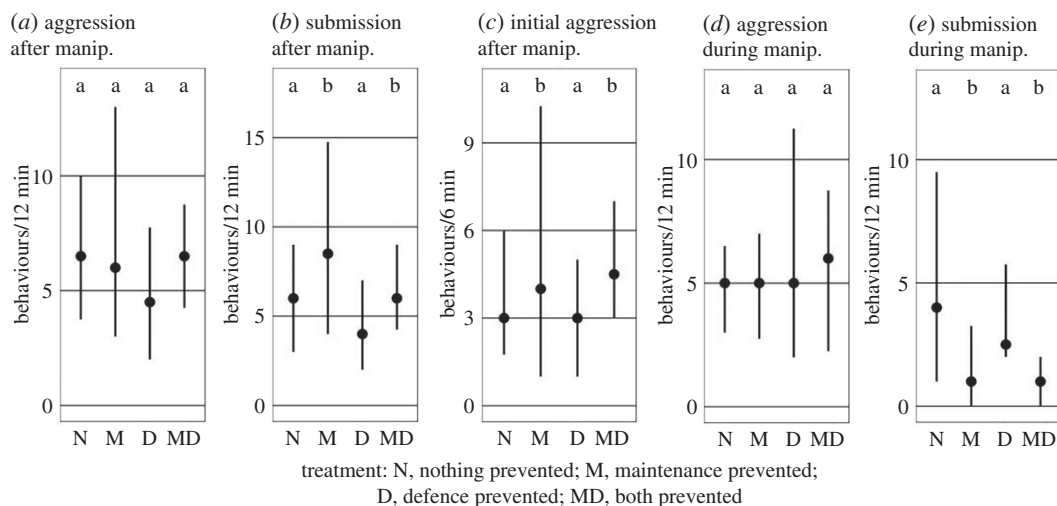 (a) aggression
after manip.
(b) submission
after manip.
(c) initial aggression
after manip.
(d) aggression
during manip.
(e) submission
during manip.
a a a a
behaviours/12 min
10
5
0
N M D MD
a b a b
behaviours/12 min
15
10
5
0
N M D MD
a b a b
behaviours/6 min
9
6
3
0
N M D MD
a a a a
behaviours/12 min
10
5
0
N M D MD
a b a b
behaviours/12 min
10
5
0
N M D MD
treatment: N, nothing prevented; M, maintenance prevented;
D, defence prevented; MD, both prevented